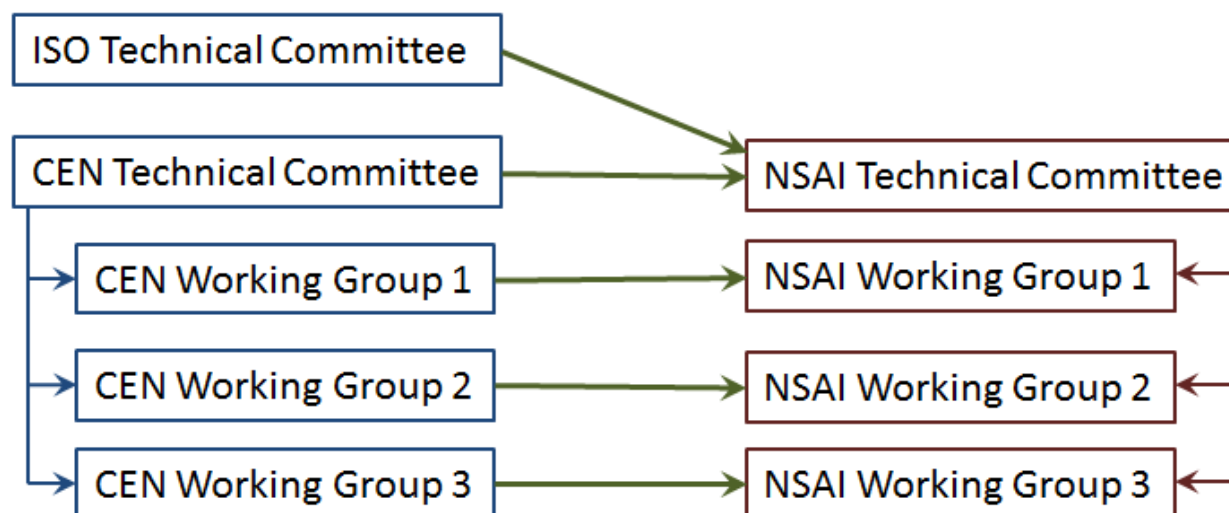 ISO Technical Committee
CEN Technical Committee
NSAI Technical Committee
CEN Working Group 1
NSAI Working Group 1
CEN Working Group 2
NSAI Working Group 2
CEN Working Group 3
NSAI Working Group 3